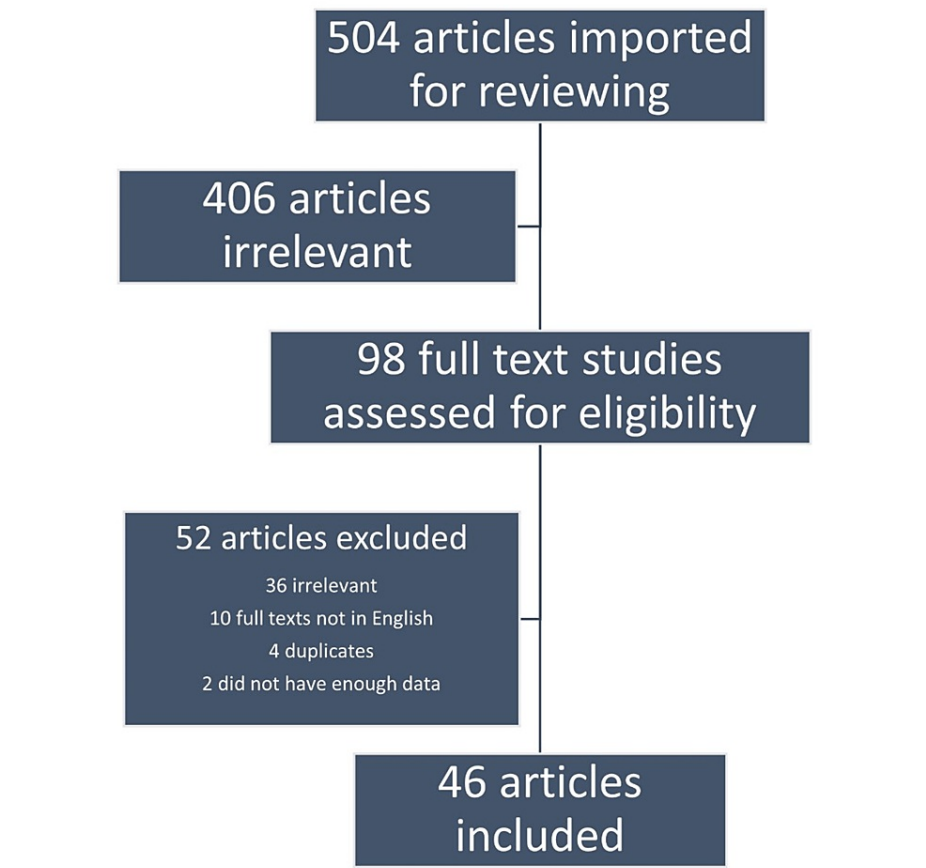 504 articles imported
for reviewing
406 articles
irrelevant
98 full text studies
assessed for eligibility
52 articles excluded
36 irrelevant
10 full texts not in English
4 duplicates
2 did not have enough data
46 articles
included